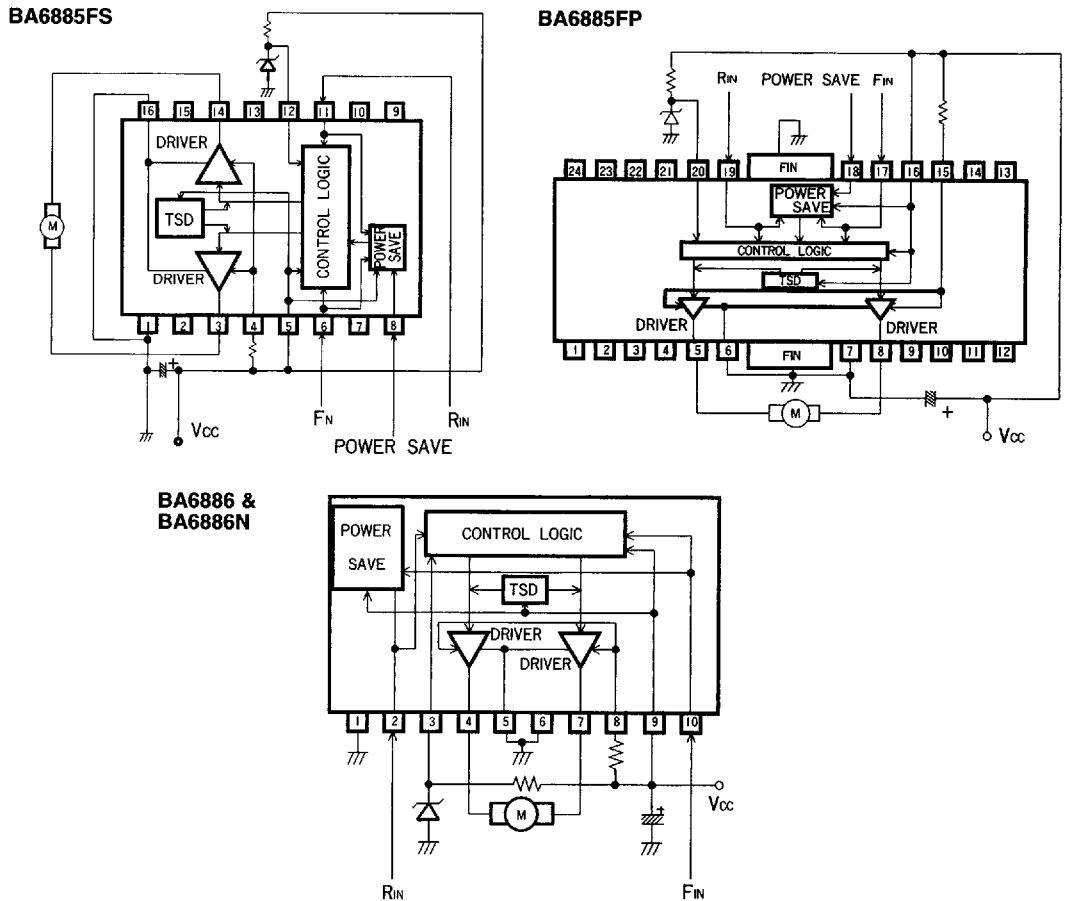 BA6885FS
16 15 14 13 12 11 10 9
DRIVER
TSD
CONTROL LOGIC
POWER SAVE
DRIVER
M
1 2 3 4 5 6 7 8
VCC
FN
RIN
POWER SAVE
BA6885FP
RIN POWER SAVE FIN
24 23 22 21 20 19 FIN 18 17 16 15 14 13
POWER
SAVE
CONTROL LOGIC
TSD
DRIVER
DRIVER
1 2 3 4 5 6 FIN 7 8 9 10 11 12
M
+
VCC
BA6886 &
BA6886N
POWER
SAVE
CONTROL LOGIC
TSD
DRIVER
DRIVER
1 2 3 4 5 6 7 8 9 10
M
+
VCC
RIN
FIN